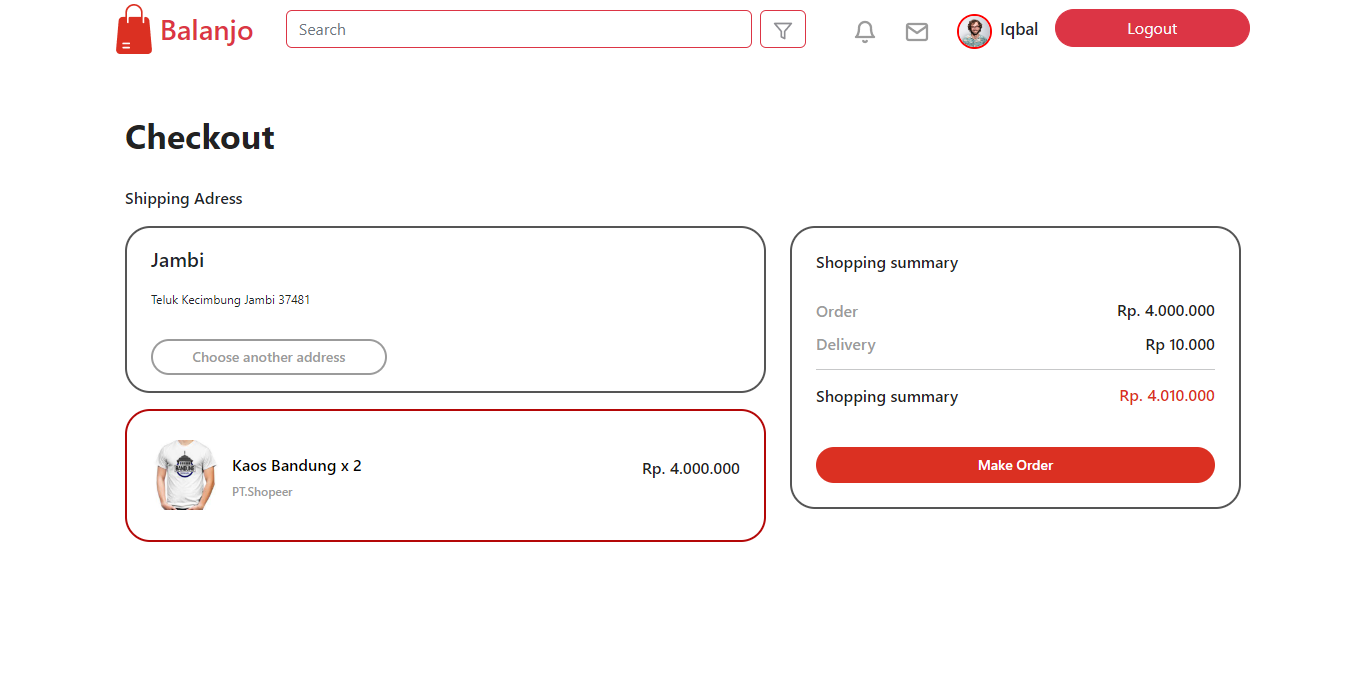 Balanjo
Search
Iqbal
Logout
Checkout
Shipping Adress
Jambi
Teluk Kecimbung Jambi 37481
Choose another address
Kaos Bandung x 2
PT.Shopeer
Rp. 4.000.000
Shopping summary
Order Rp. 4.000.000
Delivery Rp 10.000
Shopping summary Rp. 4.010.000
Make Order
BANDUNG